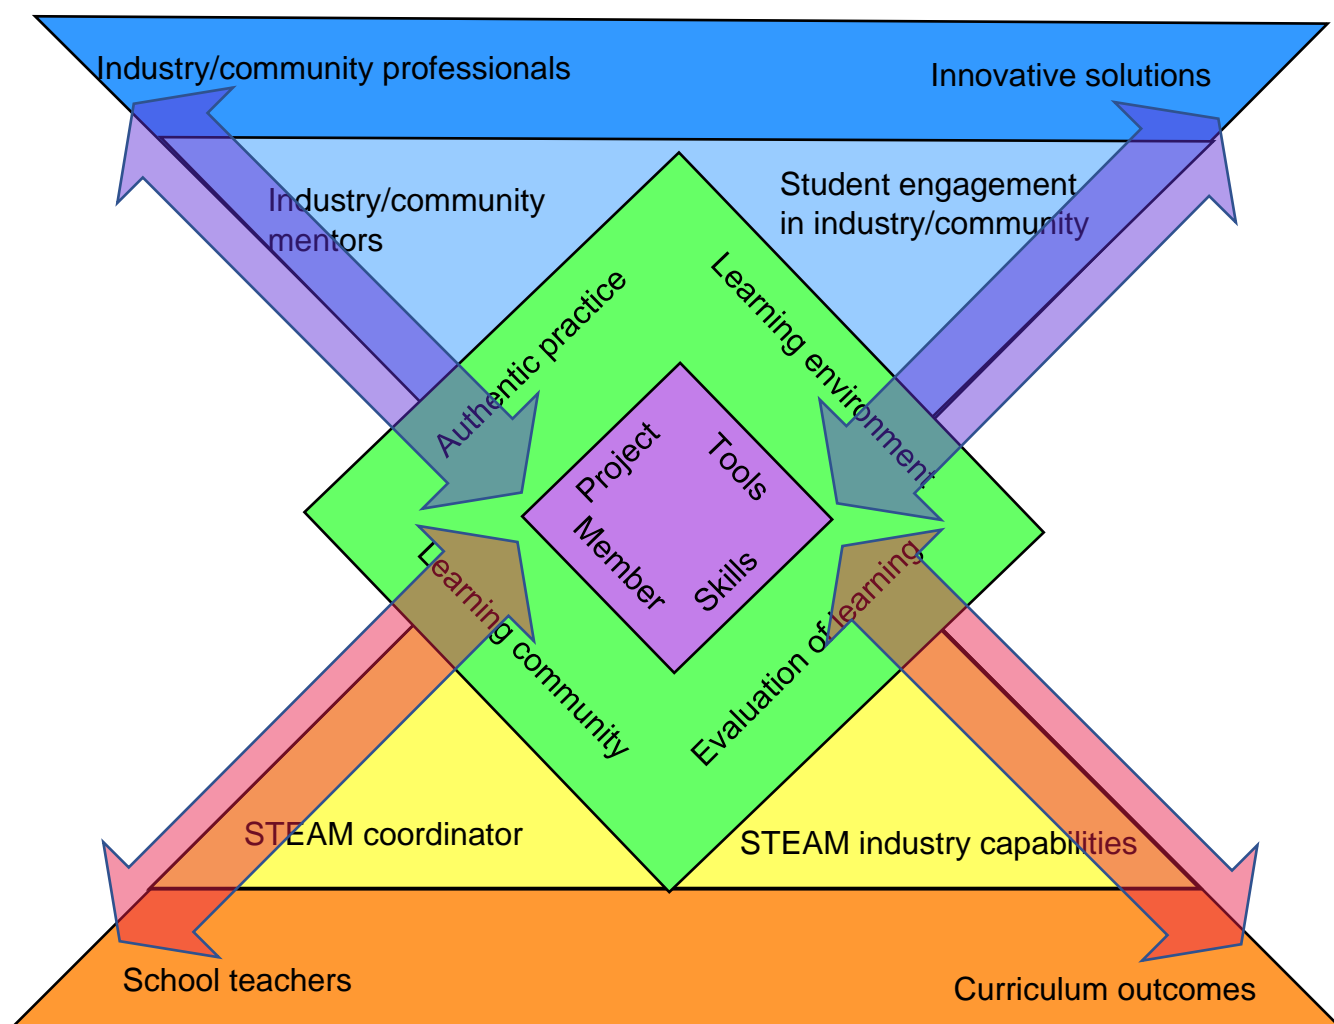 Industry/community professionals
Innovative solutions
Industry/community
mentors
Student engagement
in industry/community
Authentic practice
Learning environment
Project
Tools
Member
Skills
Learning community
Evaluation of learning
STEAM coordinator
STEAM industry capabilities
School teachers
Curriculum outcomes